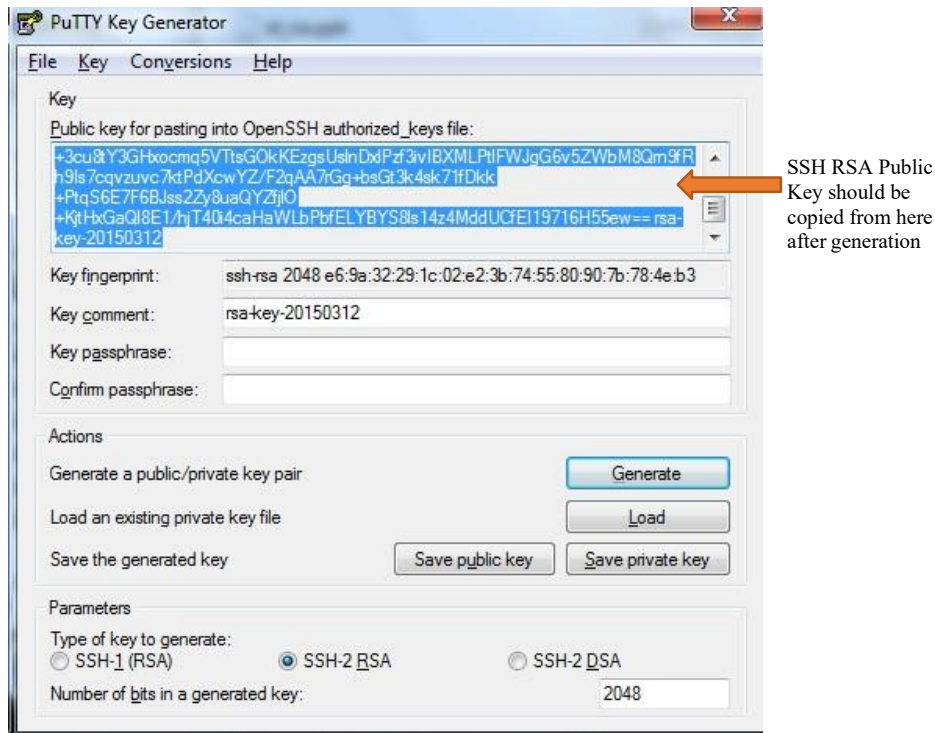 PuTTY Key Generator
File Key Conversions Help
Key
Public key for pasting into OpenSSH authorized_keys file:
+3cu8tY3GHxocmq5VTtsGOkKEzgsUslnDxlPzf3ivIBXMLPtlFWJgG6v5ZWbM8Qm9fR
h9ls7cqvzuvc7ktPdXcwYZ/F2qAA7rGq+bsGt3k4sk71fDkk
+PtqS6E7F6BJss2Zy8uaQYZfjlO
+KjtHxGaQI8E1/hjT40i4caHaWLbPbfELYBYS8ls14z4MddUCfEI19716H55ew== rsa-
key-20150312
SSH RSA Public
Key should be
copied from here
after generation
Key fingerprint: ssh-rsa 2048 e6:9a:32:29:1c:02:e2:3b:74:55:80:90:7b:78:4e:b3
Key comment: rsa-key-20150312
Key passphrase:
Confirm passphrase:
Actions
Generate a public/private key pair Generate
Load an existing private key file Load
Save the generated key Save public key Save private key
Parameters
Type of key to generate:
SSH-1 (RSA) SSH-2 RSA SSH-2 DSA
Number of bits in a generated key: 2048